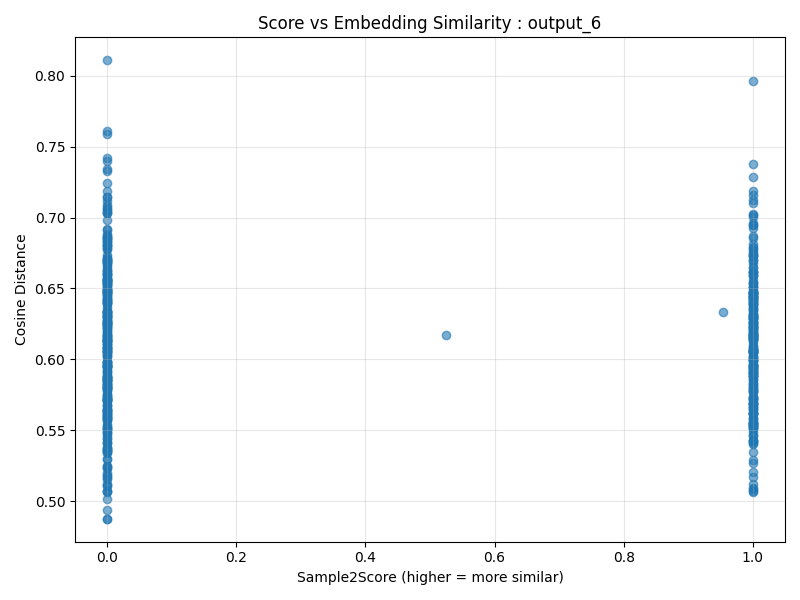 Score vs Embedding Similarity : output_6
Cosine Distance
0.80
0.75
0.70
0.65
0.60
0.55
0.50
0.0 0.2 0.4 0.6 0.8 1.0
Sample2Score (higher = more similar)